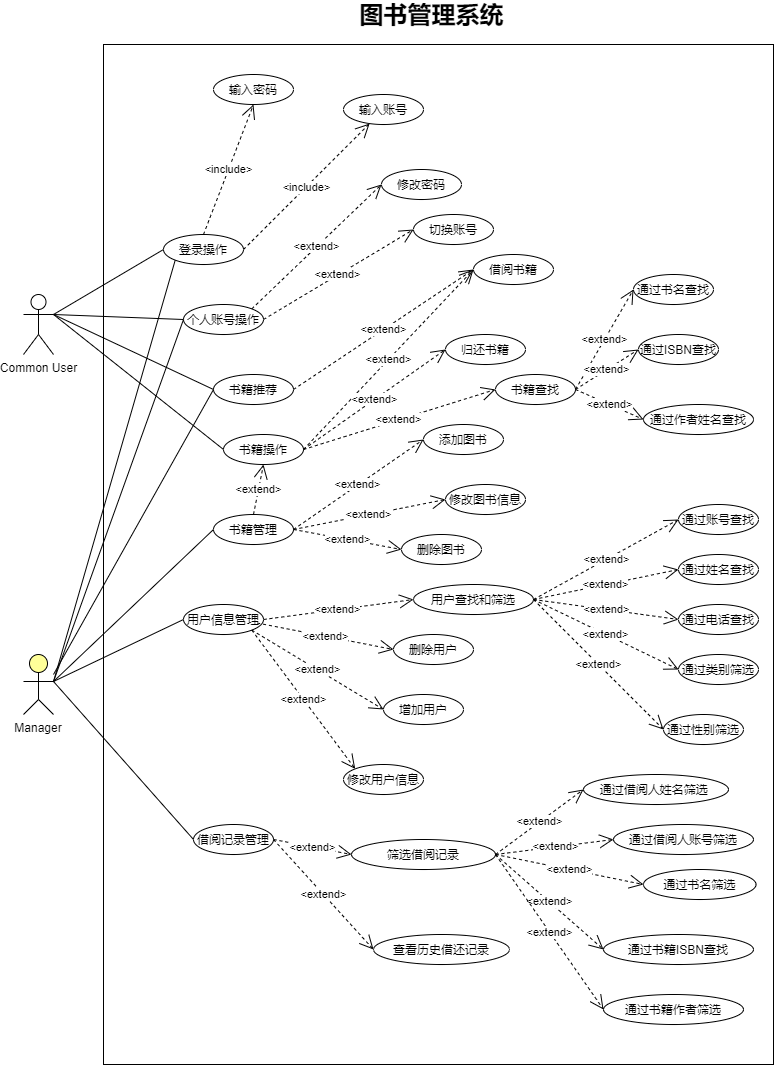 图书管理系统
输入密码
输入账号
<include>
<include>
修改密码
切换账号
登录操作
<extend>
<extend>
借阅书籍
通过书名查找
Common User
个人账号操作
<extend>
<extend>
归还书籍
通过ISBN查找
<extend>
<extend>
书籍推荐
<extend>
书籍查找
<extend>
<extend>
通过作者姓名查找
书籍操作
添加图书
<extend>
<extend>
修改图书信息
书籍管理
<extend>
<extend>
删除图书
通过账号查找
<extend>
通过姓名查找
<extend>
用户信息管理
<extend>
用户查找和筛选
<extend>
通过电话查找
<extend>
删除用户
<extend>
通过类别筛选
<extend>
<extend>
Manager
<extend>
增加用户
通过性别筛选
修改用户信息
通过借阅人姓名筛选
<extend>
借阅记录管理
<extend>
筛选借阅记录
<extend>
通过借阅人账号筛选
<extend>
通过书名筛选
<extend>
<extend>
<extend>
查看历史借还记录
通过书籍ISBN查找
通过书籍作者筛选